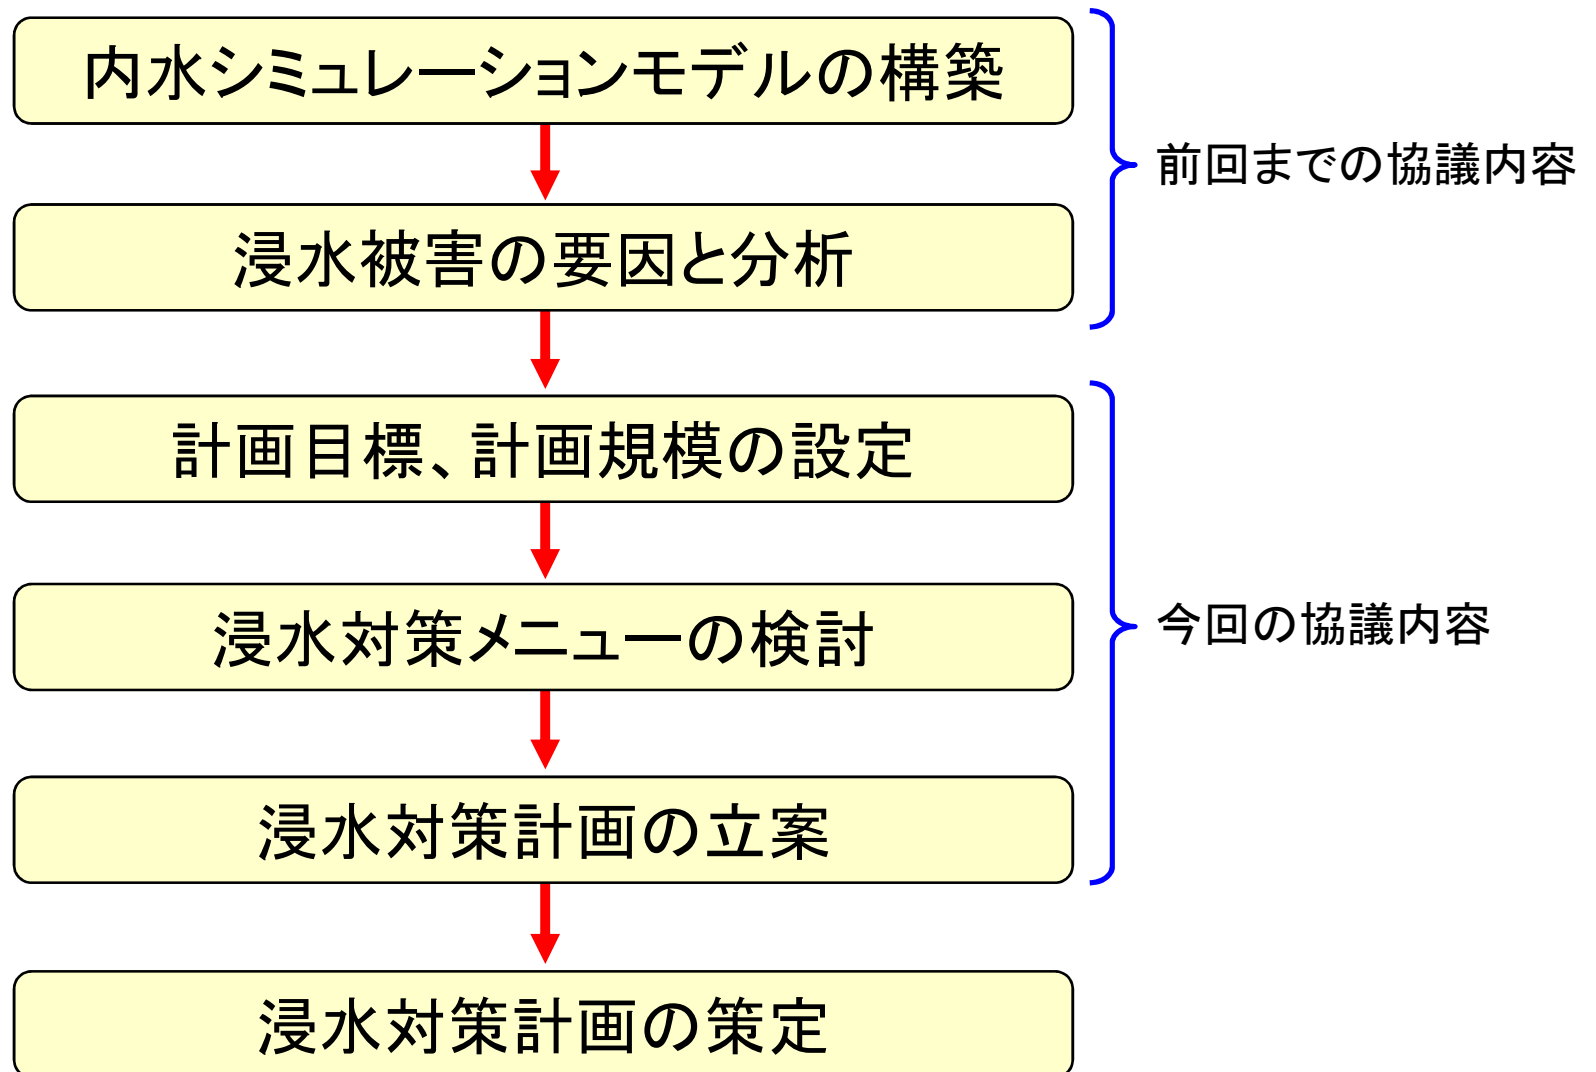 内水シミュレーションモデルの構築
前回までの協議内容
浸水被害の要因と分析
計画目標、計画規模の設定
浸水対策メニューの検討
今回の協議内容
浸水対策計画の立案
浸水対策計画の策定